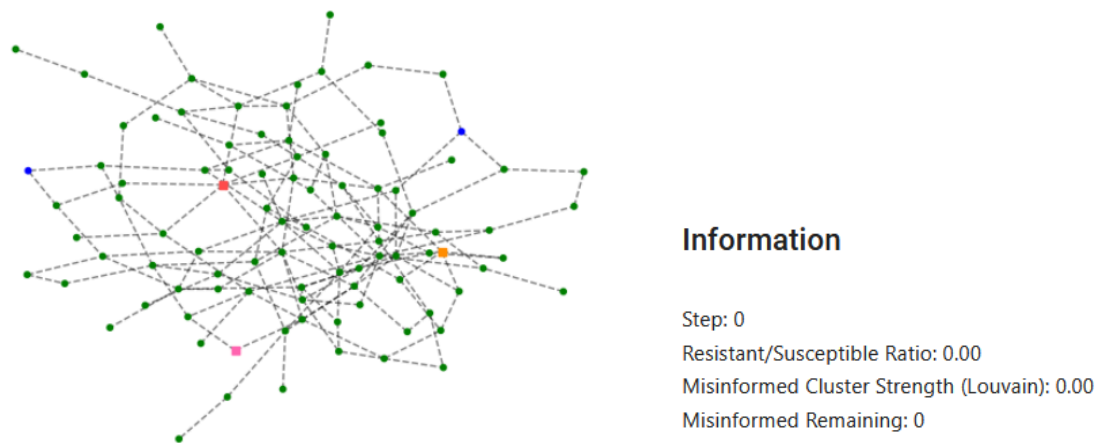 Information
Step: 0
Resistant/Susceptible Ratio: 0.00
Misinformed Cluster Strength (Louvain): 0.00
Misinformed Remaining: 0